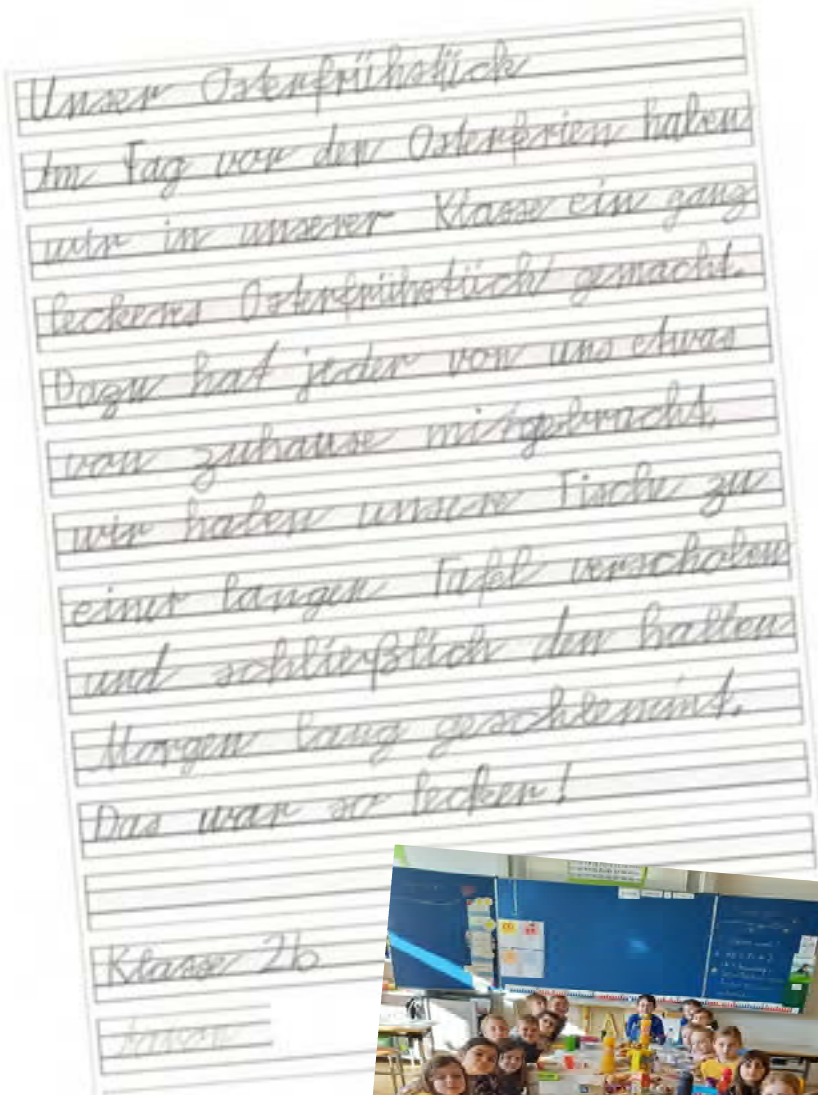 Unser Osterfrühstück
Am Tag vor den Osterferien haben
wir in unserer Klasse ein ganz
leckeres Osterfrühstück gemacht.
Dazu hat jeder von uns etwas
von zuhause mitgebracht.
wir haben unsere Tische zu
einer langen Tafel verschoben
und schließlich den halben
Morgen lang geschlemmt.
Das war so lecker!
Klasse 2b